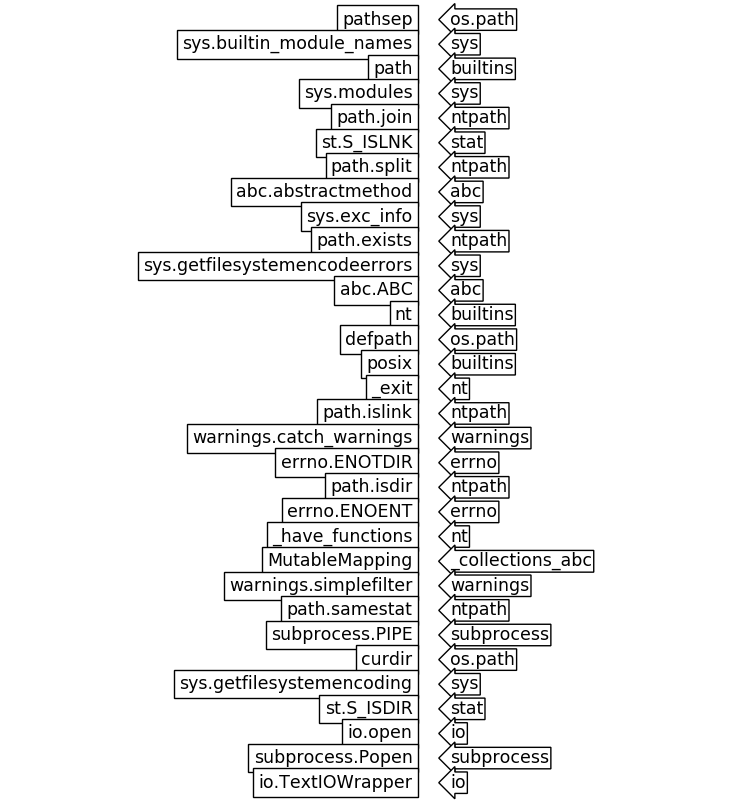 pathsep os.path
sys.builtin_module_names sys
path builtins
sys.modules sys
path.join ntpath
st.S_ISLNK stat
path.split ntpath
abc.abstractmethod abc
sys.exc_info sys
path.exists ntpath
sys.getfilesystemencodeerrors sys
abc.ABC abc
nt builtins
defpath os.path
posix builtins
_exit nt
path.islink ntpath
warnings.catch_warnings warnings
errno.ENOTDIR errno
path.isdir ntpath
errno.ENOENT errno
_have_functions nt
MutableMapping _collections_abc
warnings.simplefilter warnings
path.samestat ntpath
subprocess.PIPE subprocess
curdir os.path
sys.getfilesystemencoding sys
st.S_ISDIR stat
io.open io
subprocess.Popen subprocess
io.TextIOWrapper io